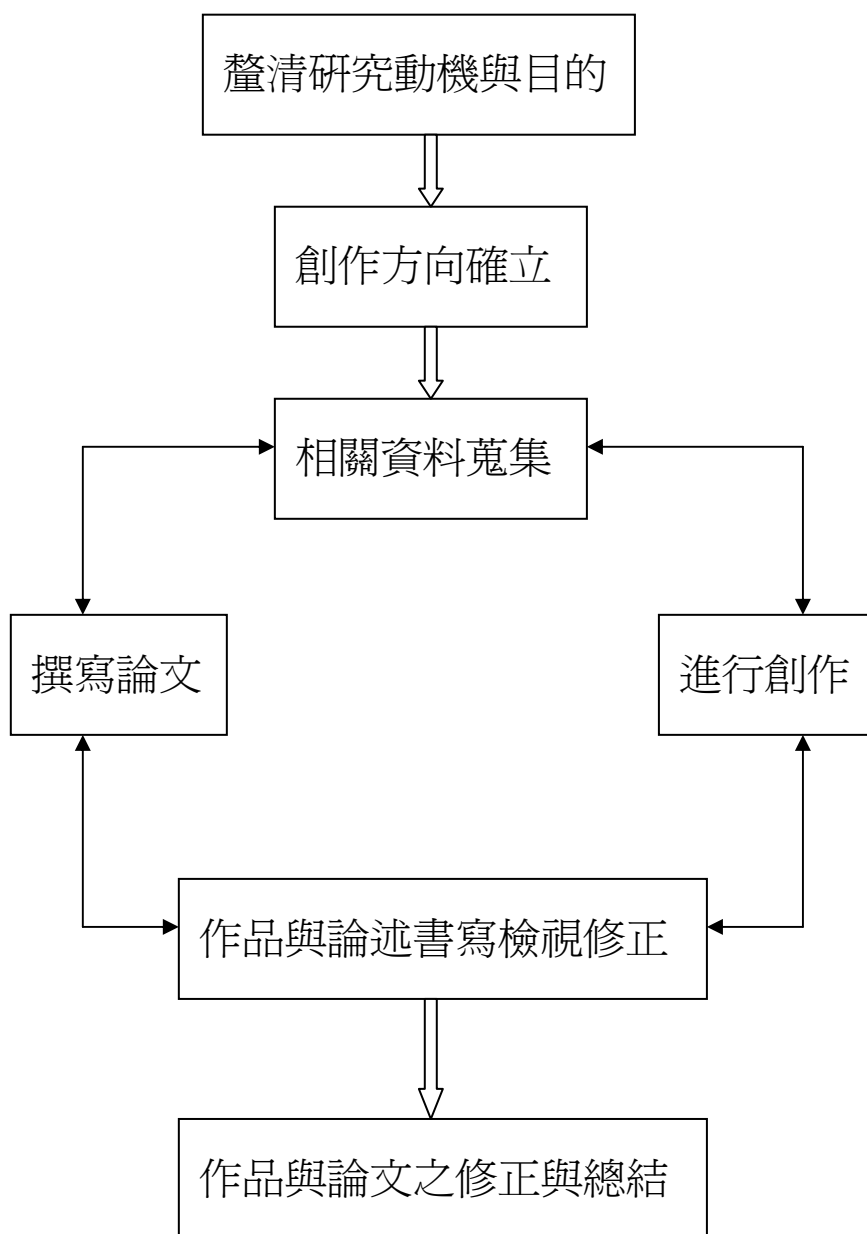 釐清研究動機與目的
創作方向確立
相關資料蒐集
撰寫論文
進行創作
作品與論述書寫檢視修正
作品與論文之修正與總結